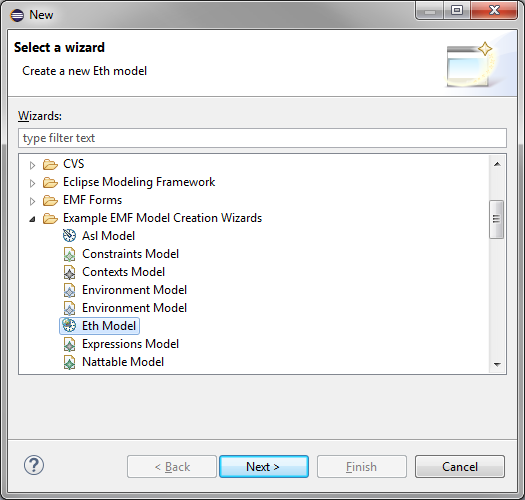 New
Select a wizard
Create a new Eth model
Wizards:
type filter text
CVS
Eclipse Modeling Framework
EMF Forms
Example EMF Model Creation Wizards
Asl Model
Constraints Model
Contexts Model
Environment Model
Environment Model
Eth Model
Expressions Model
Nattable Model
?
< Back
Next >
Finish
Cancel